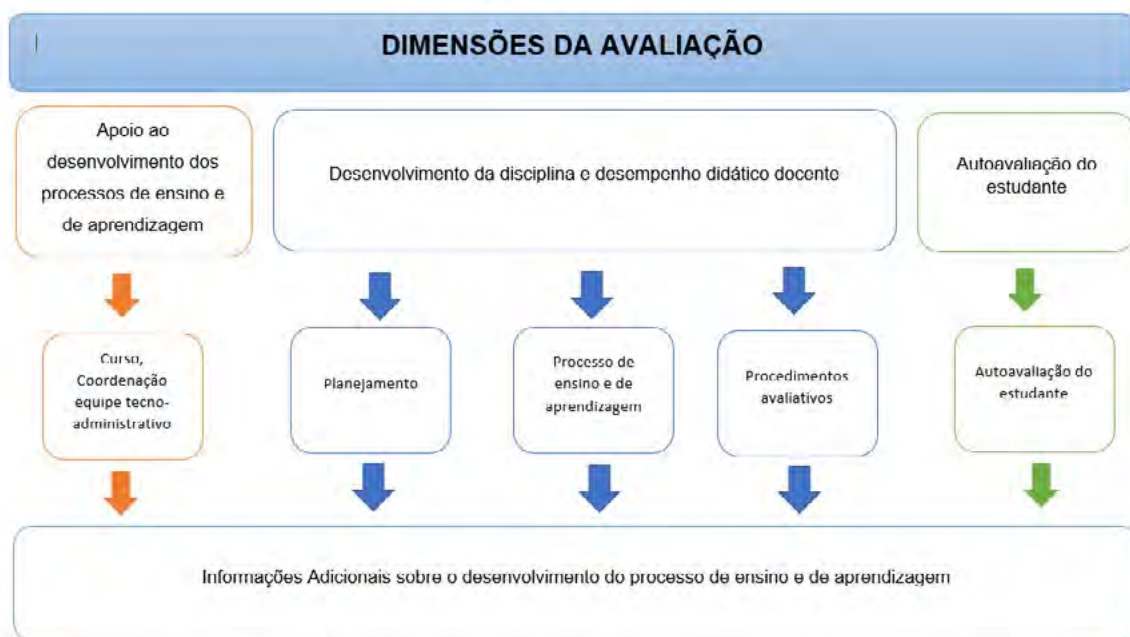 DIMENSÕES DA AVALIAÇÃO
Apoio ao
desenvolvimento dos
processos de ensino e
de aprendizagem
Desenvolvimento da disciplina e desempenho didático docente
Autoavaliação do
estudante
Curso,
Coordenação
equipe tecno-
administrativo
Planejamento
Processo de
ensino e de
aprendizagem
Procedimentos
avaliativos
Autoavaliação do
estudante
Informações Adicionais sobre o desenvolvimento do processo de ensino e de aprendizagem